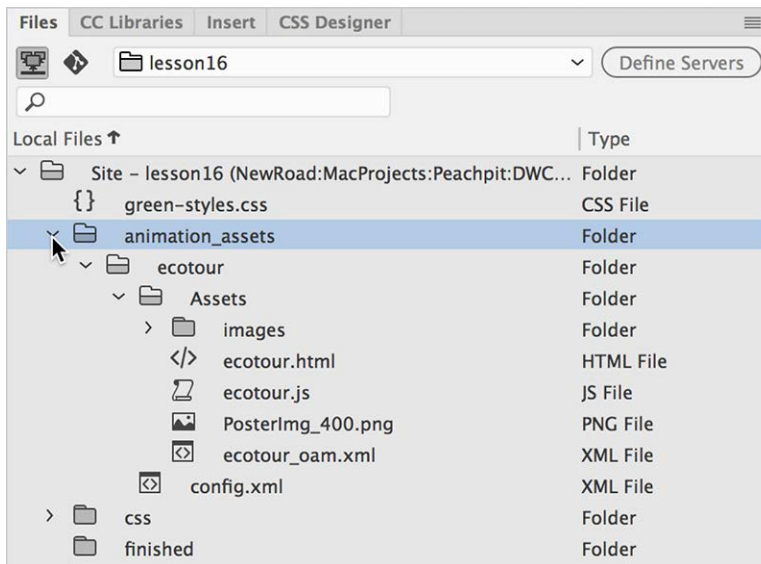 Files CC Libraries Insert CSS Designer
lesson16 Define Servers
Local Files ↑ Type
Site – lesson16 (NewRoad:MacProjects:Peachpit:DWC... Folder
{} green-styles.css CSS File
animation_assets Folder
ecotour Folder
Assets Folder
images Folder
</> ecotour.html HTML File
ecotour.js JS File
PosterImg_400.png PNG File
ecotour_oam.xml XML File
config.xml XML File
css Folder
finished Folder